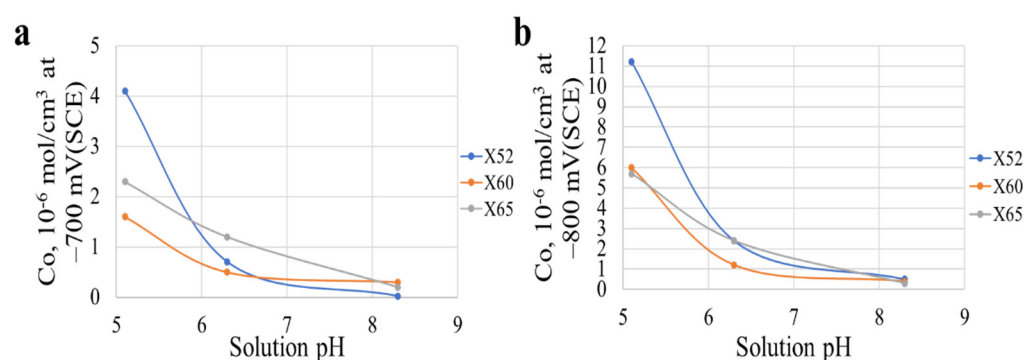 a
Co, 10⁻⁶ mol/cm³ at
−700 mV(SCE)
5
4
3
2
1
0
5 6 7 8 9
Solution pH
X52
X60
X65
b
Co, 10⁻⁶ mol/cm³ at
−800 mV(SCE)
12
11
10
9
8
7
6
5
4
3
2
1
0
5 6 7 8 9
Solution pH
X52
X60
X65